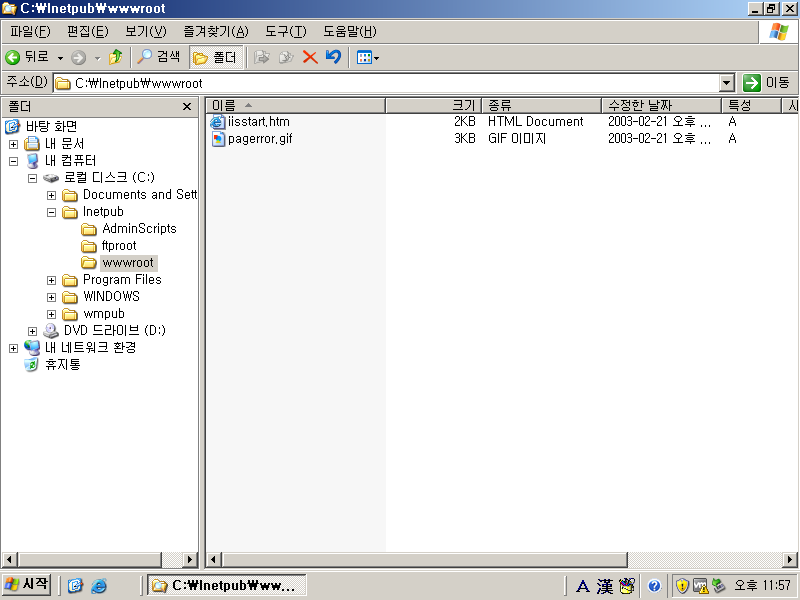 C:₩Inetpub₩wwwroot
파일(F) 편집(E) 보기(V) 즐겨찾기(A) 도구(T) 도움말(H)
뒤로 검색 폴더
주소(D) C:₩Inetpub₩wwwroot 이동
폴더
이름 크기 종류 수정한 날짜 특성 시
iisstart.htm 2KB HTML Document 2003-02-21 오후 ... A
pagerror.gif 3KB GIF 이미지 2003-02-21 오후 ... A
바탕 화면
내 문서
내 컴퓨터
로컬 디스크 (C:)
Documents and Sett
Inetpub
AdminScripts
ftproot
wwwroot
Program Files
WINDOWS
wmpub
DVD 드라이브 (D:)
내 네트워크 환경
휴지통
시작 C:₩Inetpub₩ww... A 漢 오후 11:57